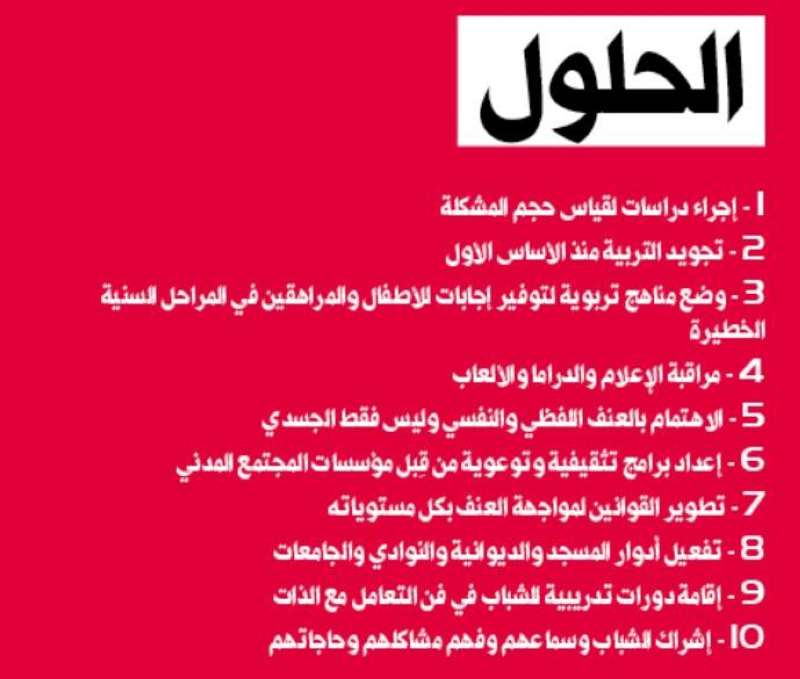 الحلول
1 - إجراء دراسات لقياس حجم المشكلة
2 - تجويد التربية منذ الأساس الأول
3 - وضع مناهج تربوية لتوفير إجابات للأطفال والمراهقين في المراحل السنية
الخطيرة
4 - مراقبة الإعلام والدراما والألعاب
5 - الاهتمام بالعنف اللفظي والنفسي وليس فقط الجسدي
6 - إعداد برامج تثقيفية وتوعوية من قِبل مؤسسات المجتمع المدني
7 - تطوير القوانين لمواجهة العنف بكل مستوياته
8 - تفعيل أدوار المسجد والديوانية والنوادي والجامعات
9 - إقامة دورات تدريبية للشباب في فن التعامل مع الذات
10 - إشراك الشباب وسماعهم وفهم مشاكلهم وحاجاتهم